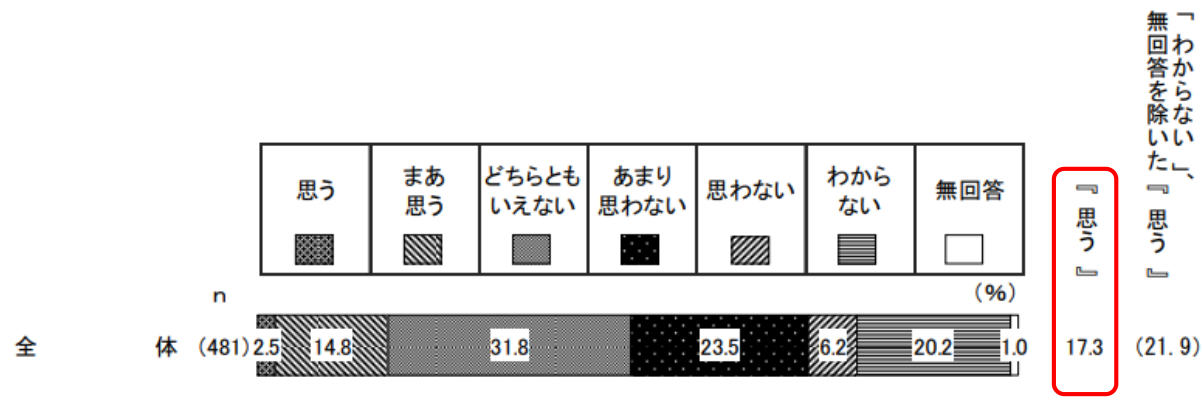 「わからない」、
無回答を除いた『思う』
思う
まあ
思う
どちらとも
いえない
あまり
思わない
思わない
わから
ない
無回答
『思う』
n
(%)
全体 (481) 2.5 14.8 31.8 23.5 6.2 20.2 1.0 17.3 (21.9)